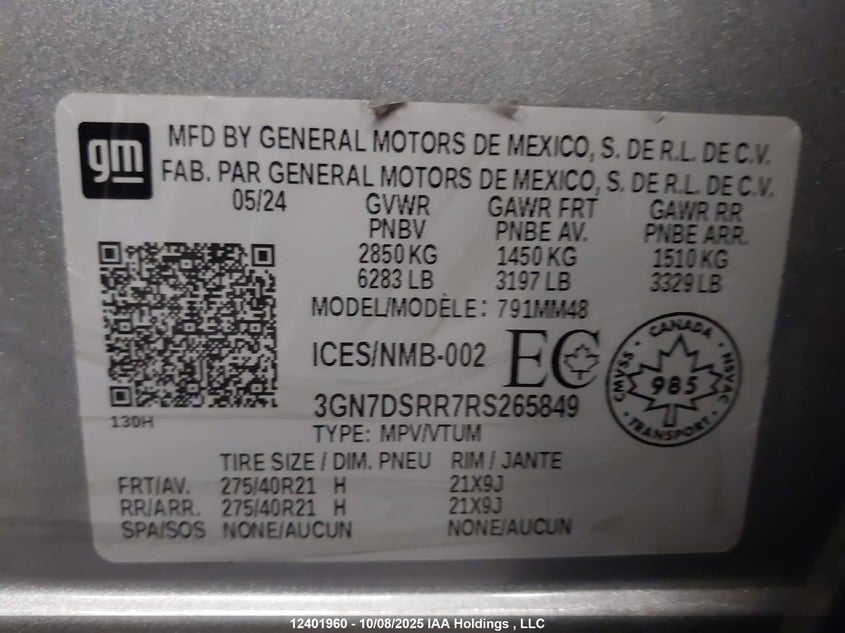 gm
MFD BY GENERAL MOTORS DE MEXICO, S. DE R.L. DE C.V.
FAB. PAR GENERAL MOTORS DE MEXICO, S. DE R.L. DE C.V.
05/24 GVWR GAWR FRT GAWR RR
PNBV PNBE AV. PNBE ARR.
2850 KG 1450 KG 1510 KG
6283 LB 3197 LB 3329 LB
MODEL/MODÈLE: 791MM48
ICES/NMB-002 EC
CANADA
CMVSS 985 NSVAC
TRANSPORT
3GN7DSRR7RS265849
130H
TYPE: MPV/VTUM
TIRE SIZE / DIM. PNEU RIM / JANTE
FRT/AV. 275/40R21 H 21X9J
RR/ARR. 275/40R21 H 21X9J
SPA/SOS NONE/AUCUN NONE/AUCUN
12401960 - 10/08/2025 IAA Holdings , LLC